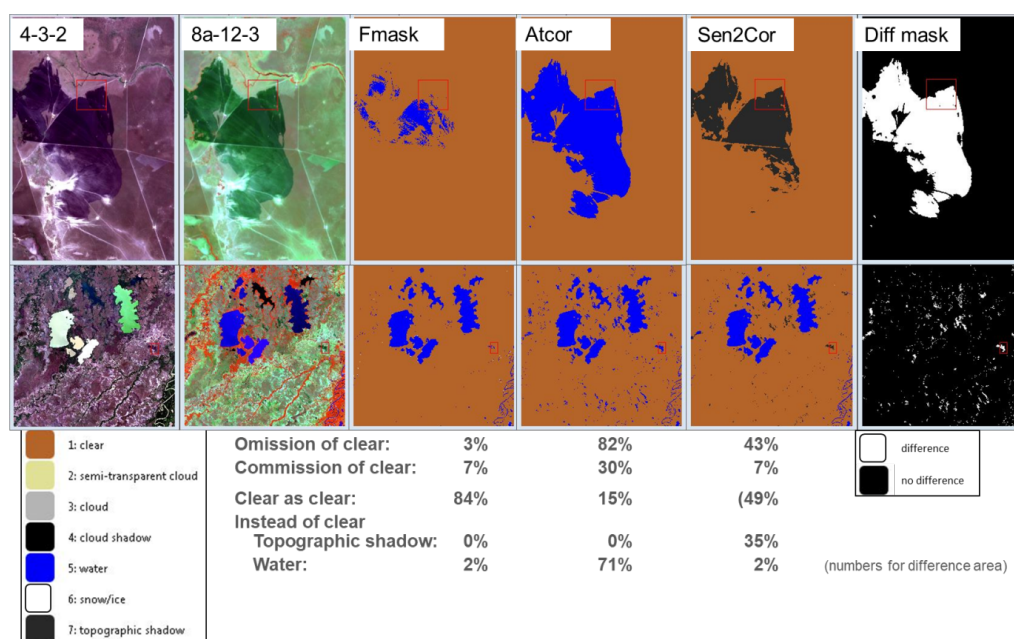 4-3-2 8a-12-3 Fmask Atcor Sen2Cor Diff mask
1: clear
2: semi-transparent cloud
3: cloud
4: cloud shadow
5: water
6: snow/ice
7: topographic shadow
Omission of clear: 3% 82% 43%
Commission of clear: 7% 30% 7%
Clear as clear: 84% 15% (49%
Instead of clear
Topographic shadow: 0% 0% 35%
Water: 2% 71% 2% (numbers for difference area)
difference
no difference